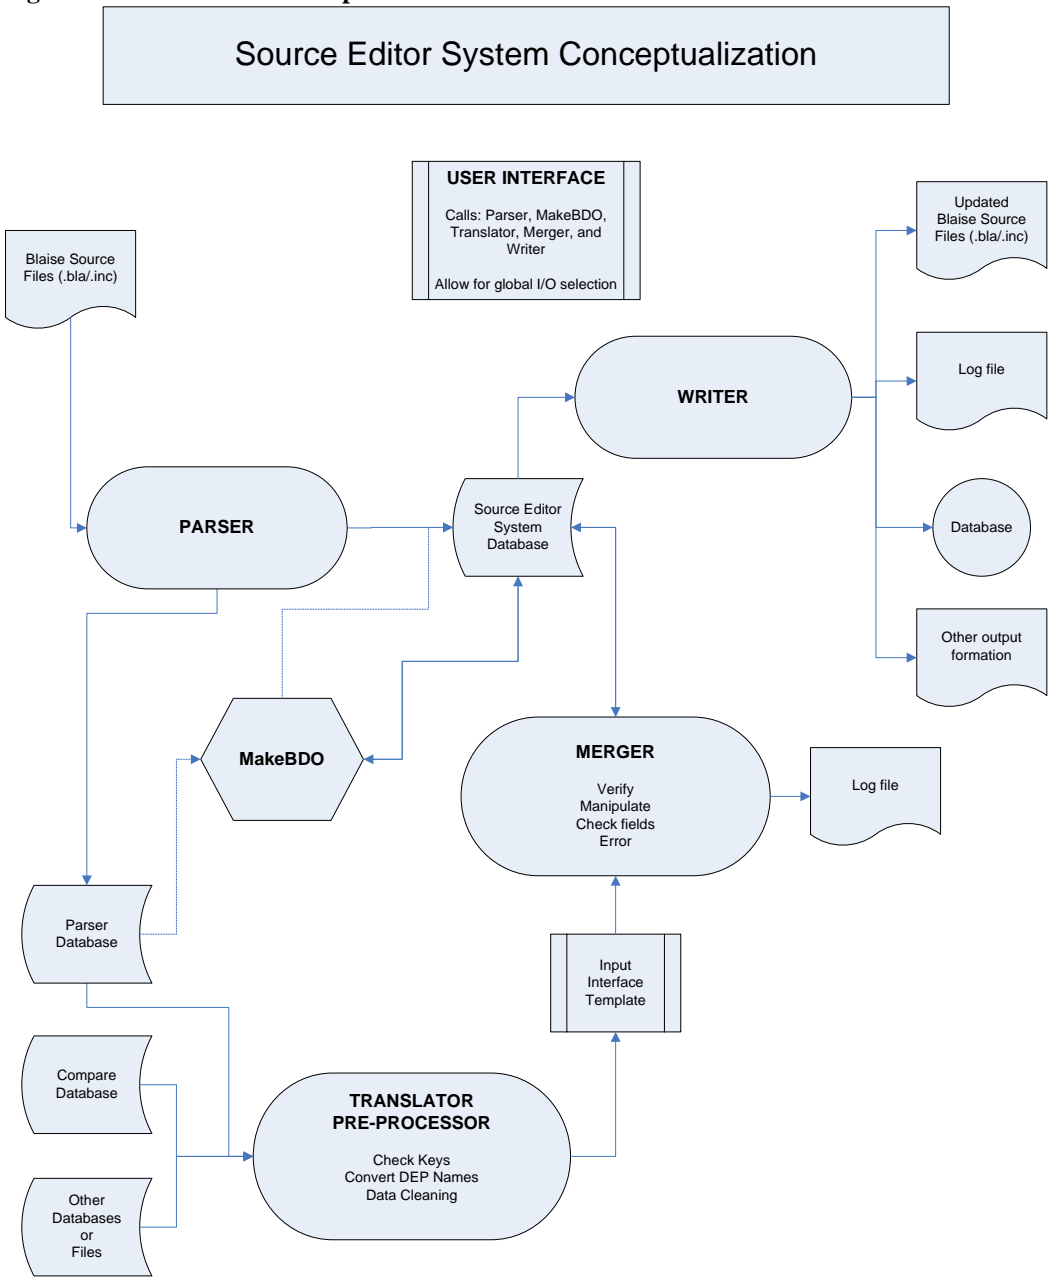 Source Editor System Conceptualization
USER INTERFACE
Calls: Parser, MakeBDO,
Translator, Merger, and
Writer
Allow for global I/O selection
Updated
Blaise Source
Files (.bla/.inc)
Blaise Source
Files (.bla/.inc)
Log file
WRITER
Source Editor
System
Database
PARSER
Database
Other output
formation
MakeBDO
MERGER
Verify
Manipulate
Check fields
Error
Log file
Parser
Database
Input
Interface
Template
Compare
Database
TRANSLATOR
PRE-PROCESSOR
Check Keys
Convert DEP Names
Data Cleaning
Other
Databases
or
Files